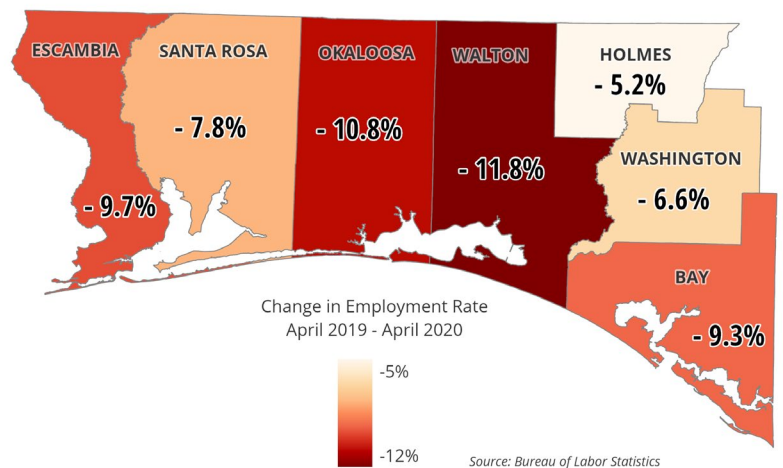 ESCAMBIA
- 9.7%
SANTA ROSA
- 7.8%
OKALOOSA
- 10.8%
WALTON
- 11.8%
HOLMES
- 5.2%
WASHINGTON
- 6.6%
BAY
- 9.3%
Change in Employment Rate
April 2019 - April 2020
-5%
-12%
Source: Bureau of Labor Statistics